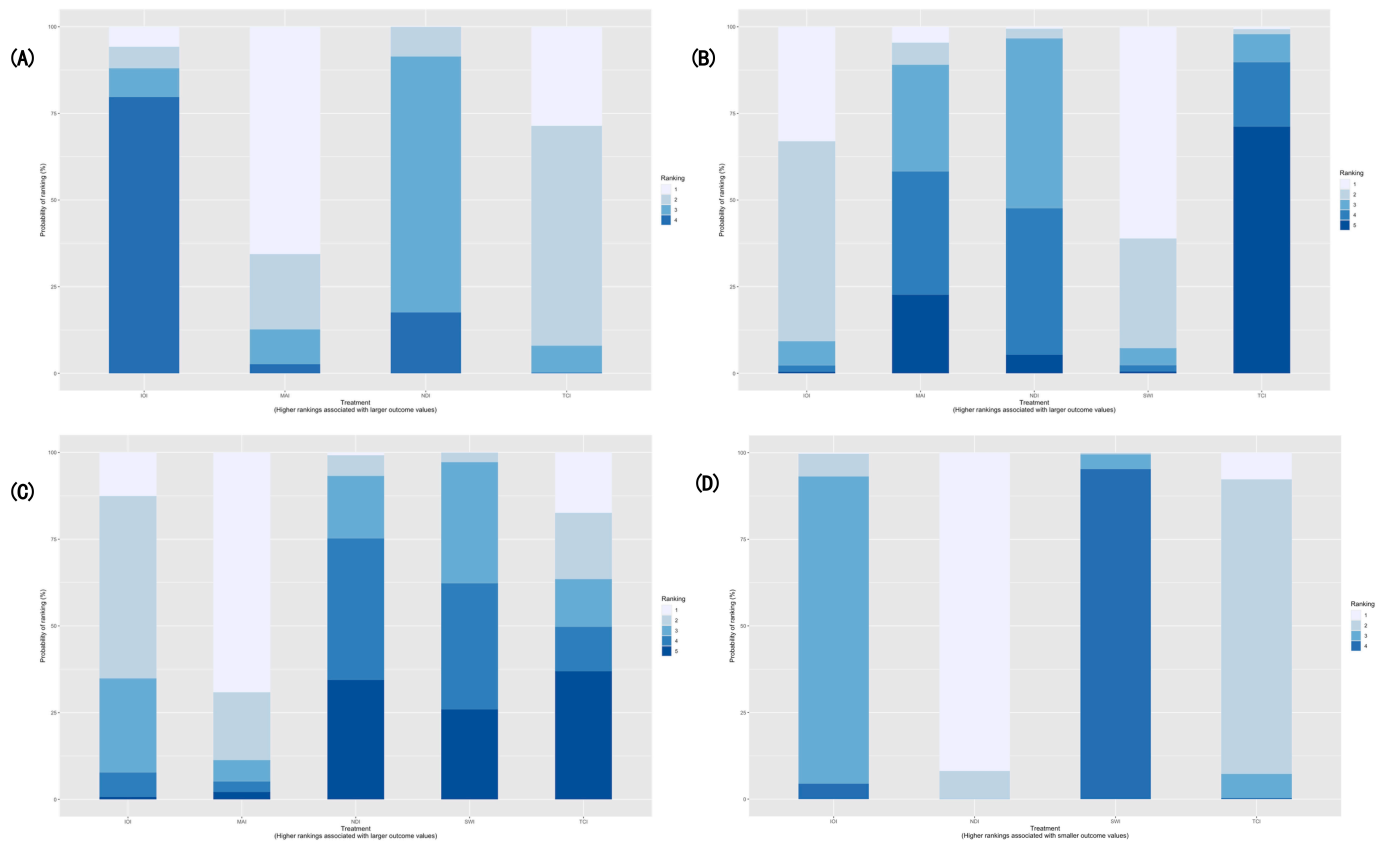 (A)
Probability of ranking (%)
100
75
50
25
0
IOI
MAI
NDI
TCI
Treatment
(Higher rankings associated with larger outcome values)
Ranking
1
2
3
4
(B)
Probability of ranking (%)
100
75
50
25
0
IOI
MAI
NDI
SWI
TCI
Treatment
(Higher rankings associated with larger outcome values)
Ranking
1
2
3
4
5
(C)
Probability of ranking (%)
100
75
50
25
0
IOI
MAI
NDI
SWI
TCI
Treatment
(Higher rankings associated with larger outcome values)
Ranking
1
2
3
4
5
(D)
Probability of ranking (%)
100
75
50
25
0
IOI
NDI
SWI
TCI
Treatment
(Higher rankings associated with smaller outcome values)
Ranking
1
2
3
4